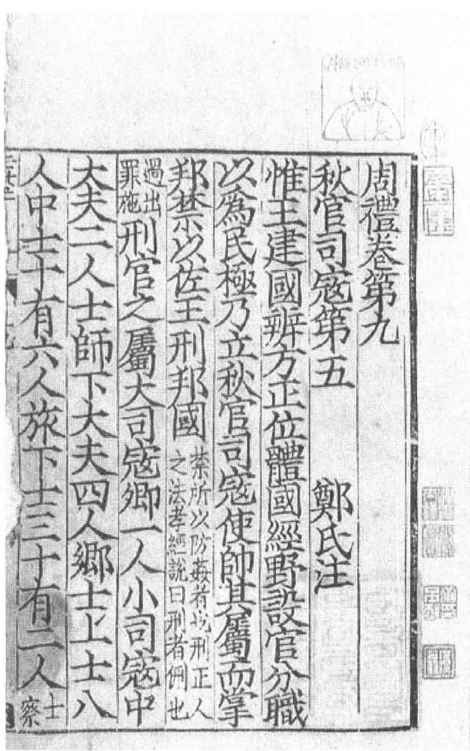 周禮卷第九
秋官司寇第五 鄭氏注
惟王建國辨方正位體國經野設官分職
以為民極乃立秋官司寇使帥其屬而掌
邦禁以佐王刑邦國 禁所以防姦者也刑正人之法孝經說曰刑者侀也
過出罪施 刑官之屬大司寇卿一人小司寇中
大夫二人士師下大夫四人鄉士上士八
人中士十有六人旅下士三十有二人 士察